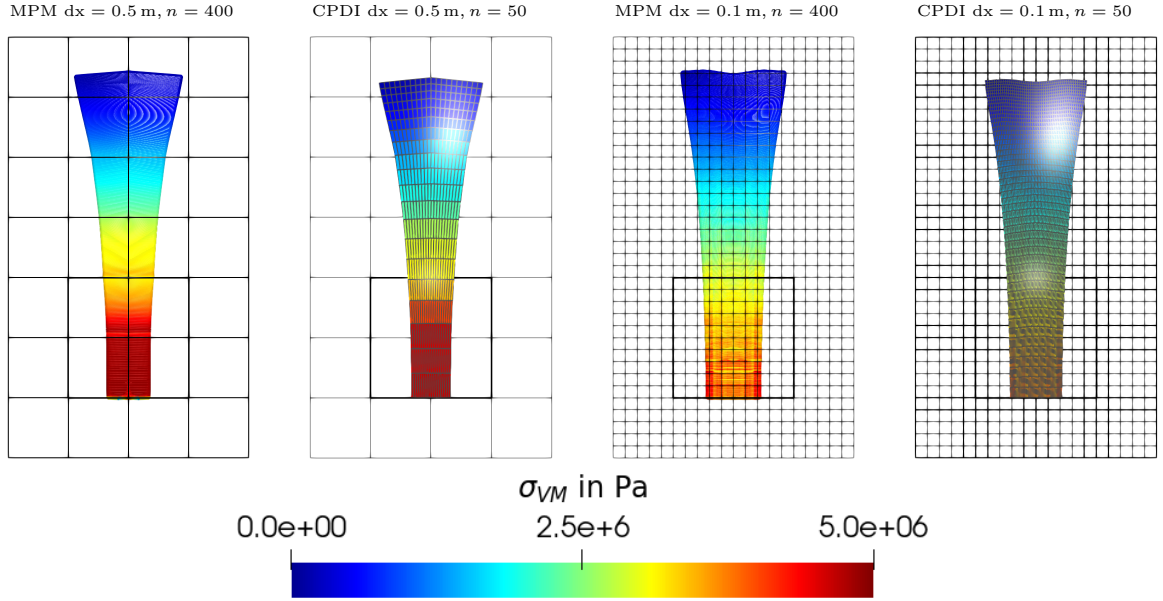 MPM dx = 0.5 m, n = 400
CPDI dx = 0.5 m, n = 50
MPM dx = 0.1 m, n = 400
CPDI dx = 0.1 m, n = 50
σVM in Pa
0.0e+00 2.5e+6 5.0e+06